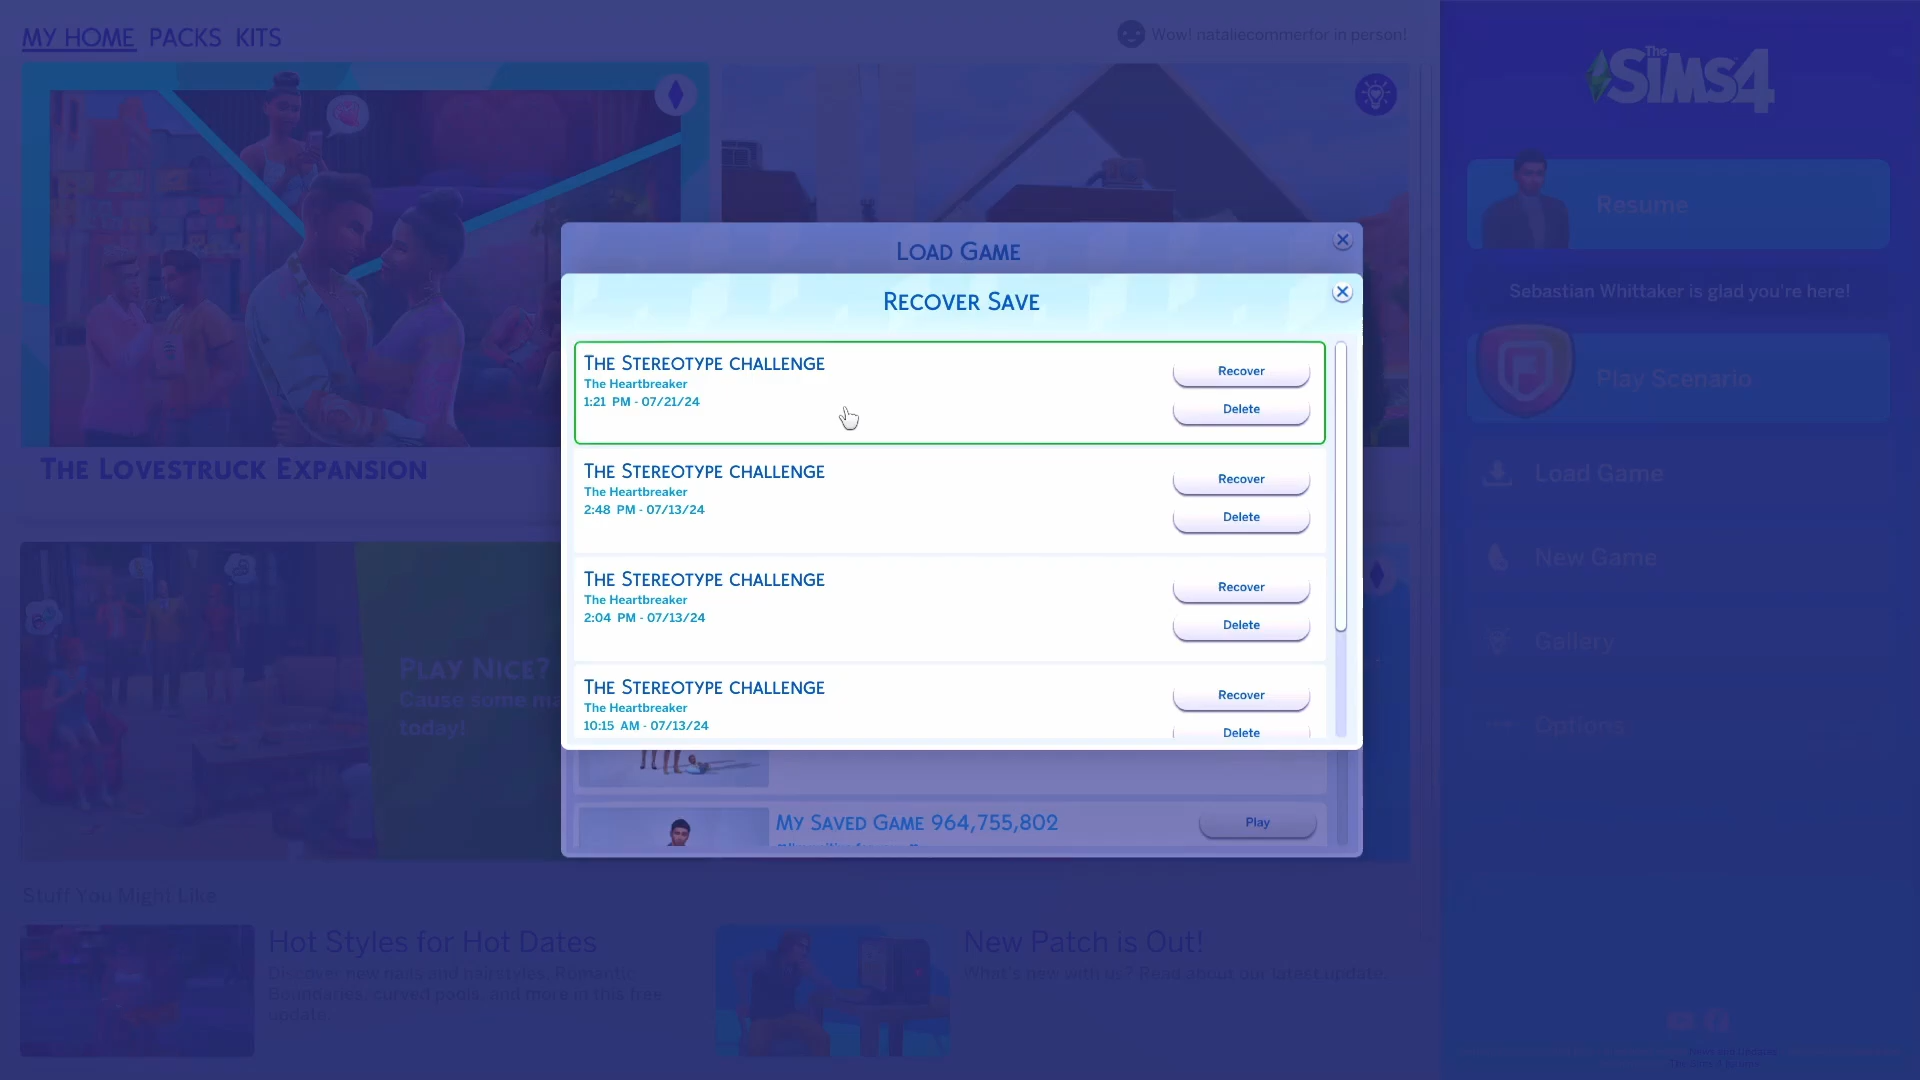 MY HOME PACKS KITS
Wow! nataliecommerfor in person!
The
SIMS4
Resume
Sebastian Whittaker is glad you're here!
Play Scenario
Load Game
New Game
Gallery
Options
THE LOVESTRUCK EXPANSION
PLAY NICE?
Cause some ma
today!
LOAD GAME
RECOVER SAVE
THE STEREOTYPE CHALLENGE
The Heartbreaker
1:21 PM - 07/21/24
Recover
Delete
THE STEREOTYPE CHALLENGE
The Heartbreaker
2:48 PM - 07/13/24
Recover
Delete
THE STEREOTYPE CHALLENGE
The Heartbreaker
2:04 PM - 07/13/24
Recover
Delete
THE STEREOTYPE CHALLENGE
The Heartbreaker
10:15 AM - 07/13/24
Recover
Delete
MY SAVED GAME 964,755,802
Play
Stuff You Might Like
Hot Styles for Hot Dates
Discover new nails and hairstyles, Romantic
Boundaries, curved pools, and more in this free
update.
New Patch is Out!
What's new with us? Read about our latest update.